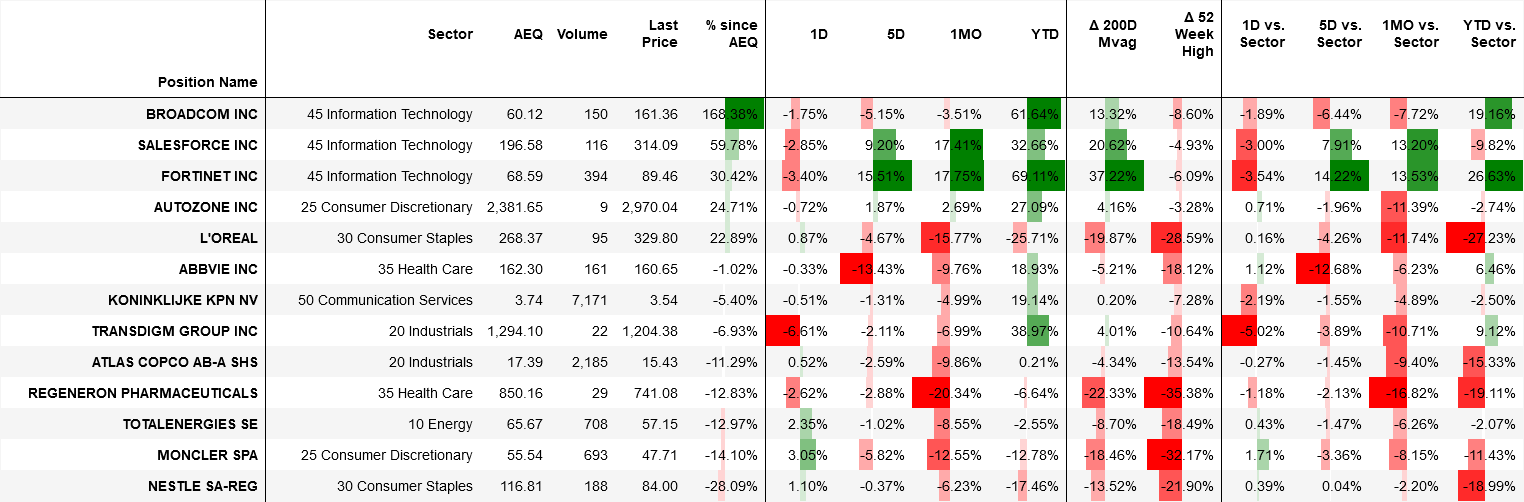 Position Name Sector AEQ Volume Last Price % since AEQ 1D 5D 1MO YTD Δ 200D Mvag Δ 52 Week High 1D vs. Sector 5D vs. Sector 1MO vs. Sector YTD vs. Sector
BROADCOM INC 45 Information Technology 60.12 150 161.36 168.38% -1.75% -5.15% -3.51% 61.64% 13.32% -8.60% -1.89% -6.44% -7.72% 19.16%
SALESFORCE INC 45 Information Technology 196.58 116 314.09 59.78% -2.85% 9.20% 17.41% 32.66% 20.62% -4.93% -3.00% 7.91% 13.20% -9.82%
FORTINET INC 45 Information Technology 68.59 394 89.46 30.42% -3.40% 15.51% 17.75% 69.11% 37.22% -6.09% -3.54% 14.22% 13.53% 26.63%
AUTOZONE INC 25 Consumer Discretionary 2,381.65 9 2,970.04 24.71% -0.72% 1.87% 2.69% 27.09% 4.16% -3.28% 0.71% -1.96% -11.39% -2.74%
L'OREAL 30 Consumer Staples 268.37 95 329.80 22.89% 0.87% -4.67% -15.77% -25.71% -19.87% -28.59% 0.16% -4.26% -11.74% -27.23%
ABBVIE INC 35 Health Care 162.30 161 160.65 -1.02% -0.33% -13.43% -9.76% 18.93% -5.21% -18.12% 1.12% -12.68% -6.23% 6.46%
KONINKLIJKE KPN NV 50 Communication Services 3.74 7,171 3.54 -5.40% -0.51% -1.31% -4.99% 19.14% 0.20% -7.28% -2.19% -1.55% -4.89% -2.50%
TRANSDIGM GROUP INC 20 Industrials 1,294.10 22 1,204.38 -6.93% -6.61% -2.11% -6.99% 38.97% 4.01% -10.64% -5.02% -3.89% -10.71% 9.12%
ATLAS COPCO AB-A SHS 20 Industrials 17.39 2,185 15.43 -11.29% 0.52% -2.59% -9.86% 0.21% -4.34% -13.54% -0.27% -1.45% -9.40% -15.33%
REGENERON PHARMACEUTICALS 35 Health Care 850.16 29 741.08 -12.83% -2.62% -2.88% -20.34% -6.64% -22.33% -35.38% -1.18% -2.13% -16.82% -19.11%
TOTALENERGIES SE 10 Energy 65.67 708 57.15 -12.97% 2.35% -1.02% -8.55% -2.55% -8.70% -18.49% 0.43% -1.47% -6.26% -2.07%
MONCLER SPA 25 Consumer Discretionary 55.54 693 47.71 -14.10% 3.05% -5.82% -12.55% -12.78% -18.46% -32.17% 1.71% -3.36% -8.15% -11.43%
NESTLE SA-REG 30 Consumer Staples 116.81 188 84.00 -28.09% 1.10% -0.37% -6.23% -17.46% -13.52% -21.90% 0.39% 0.04% -2.20% -18.99%